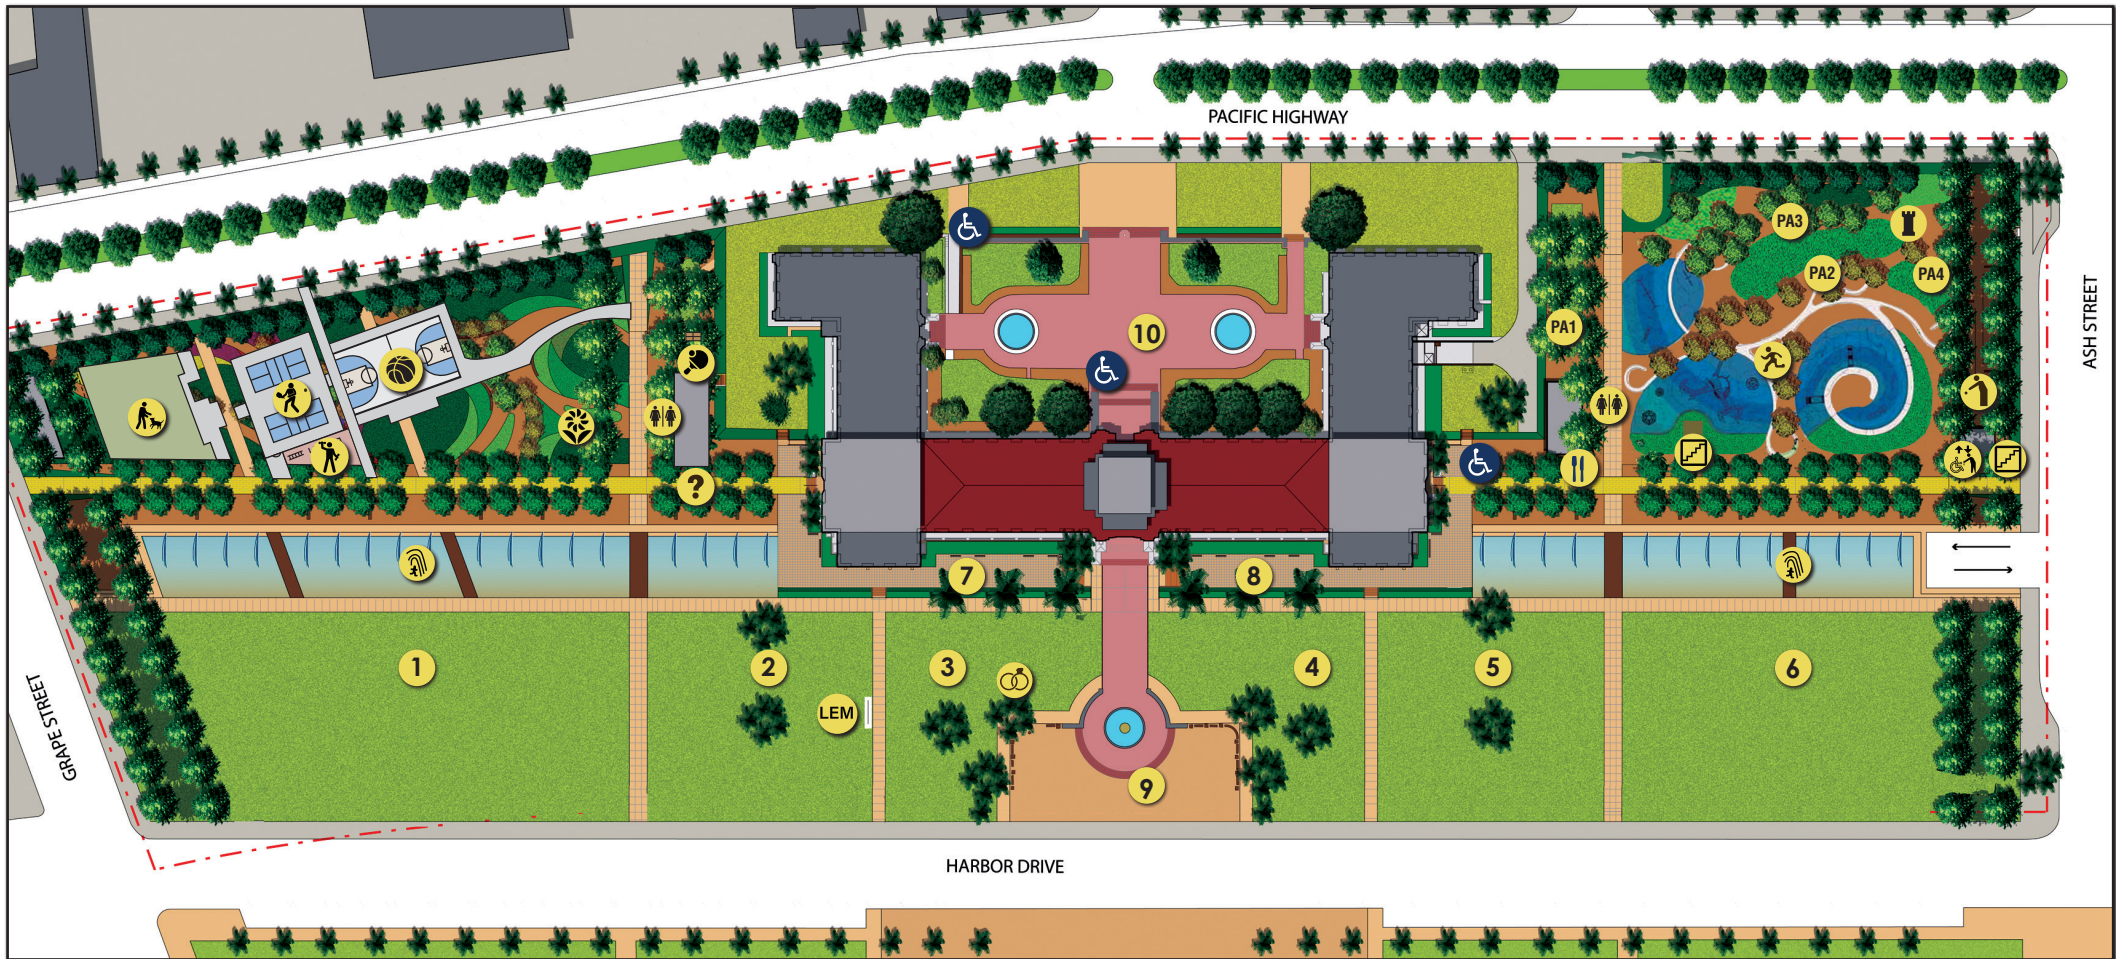 PACIFIC HIGHWAY
PA3
PA2
PA4
PA1
10
ASH STREET
?
7
8
1
2
3
4
5
6
LEM
9
GRAPE STREET
HARBOR DRIVE